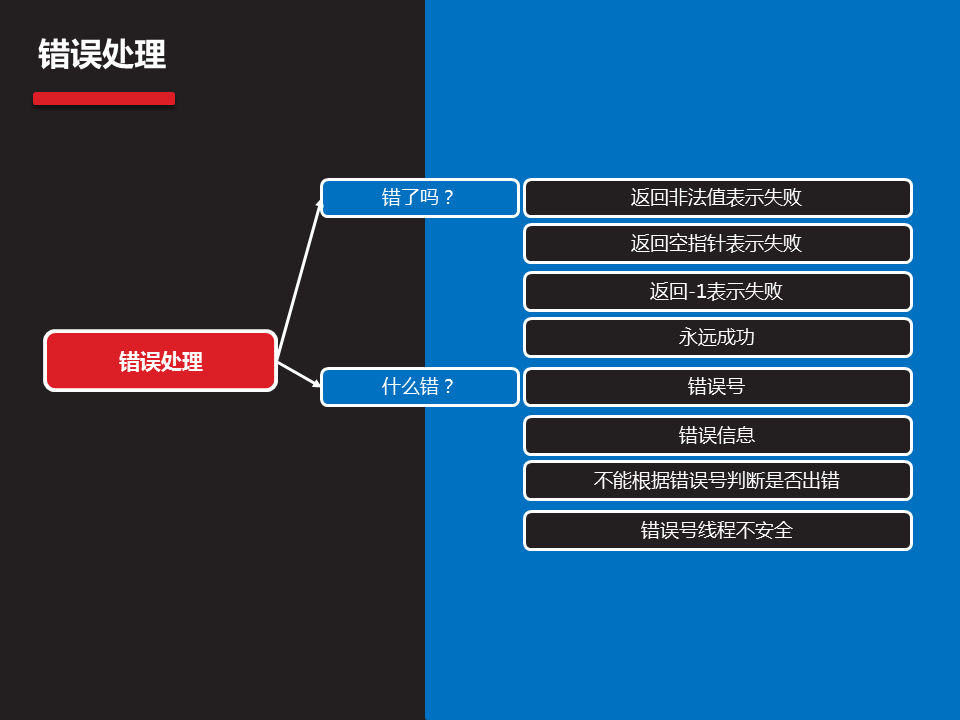 错误处理
错了吗？
返回非法值表示失败
返回空指针表示失败
返回-1表示失败
永远成功
错误处理
什么错？
错误号
错误信息
不能根据错误号判断是否出错
错误号线程不安全